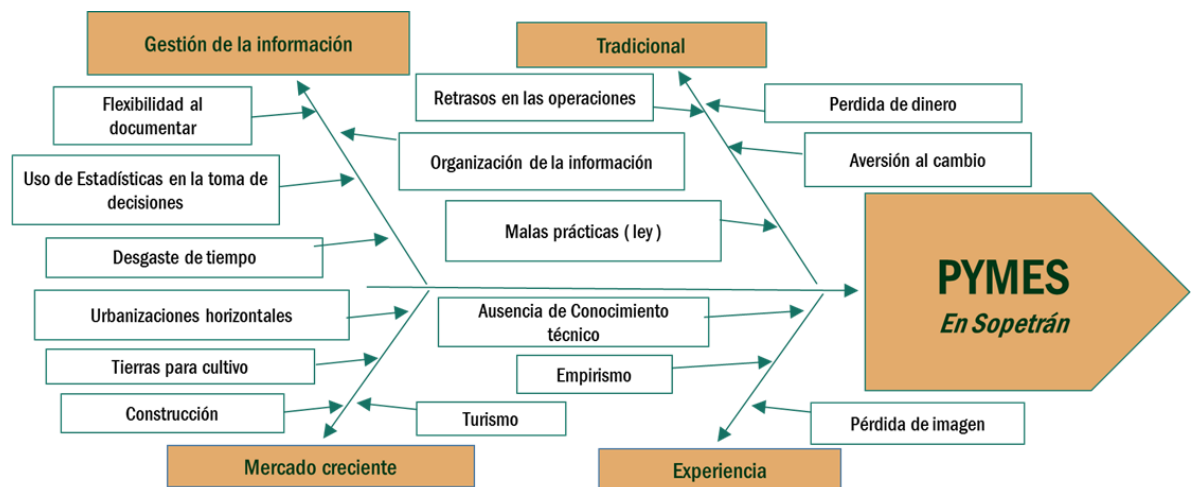 Gestión de la información
Tradicional
Flexibilidad al
documentar
Retrasos en las operaciones
Perdida de dinero
Organización de la información
Aversión al cambio
Uso de Estadísticas en la toma de
decisiones
Malas prácticas ( ley )
Desgaste de tiempo
PYMES
En Sopetrán
Urbanizaciones horizontales
Ausencia de Conocimiento
técnico
Tierras para cultivo
Empirismo
Construcción
Turismo
Pérdida de imagen
Mercado creciente
Experiencia